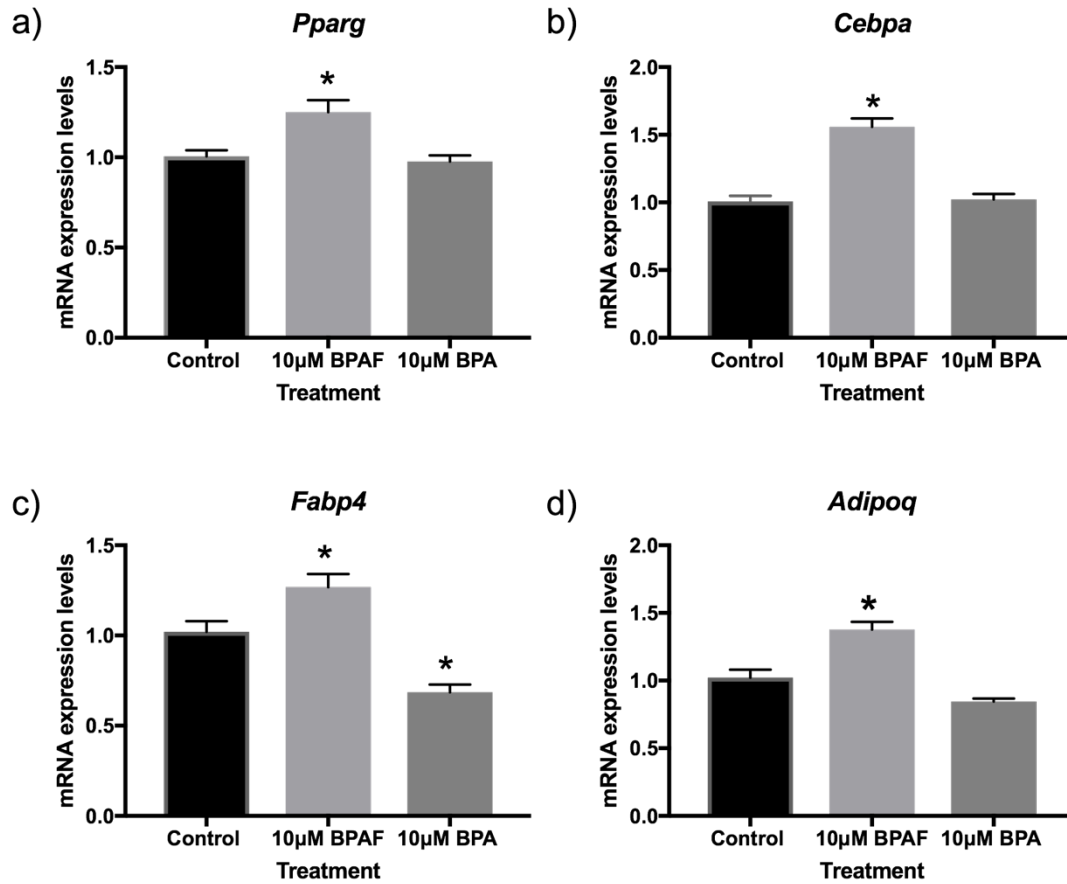 a)
Pparg
mRNA expression levels
1.5
1.0
0.5
0.0
*
Control 10μM BPAF 10μM BPA
Treatment
b)
Cebpa
mRNA expression levels
2.0
1.5
1.0
0.5
0.0
*
Control 10μM BPAF 10μM BPA
Treatment
c)
Fabp4
mRNA expression levels
1.5
1.0
0.5
0.0
*
*
Control 10μM BPAF 10μM BPA
Treatment
d)
Adipoq
mRNA expression levels
2.0
1.5
1.0
0.5
0.0
*
Control 10μM BPAF 10μM BPA
Treatment